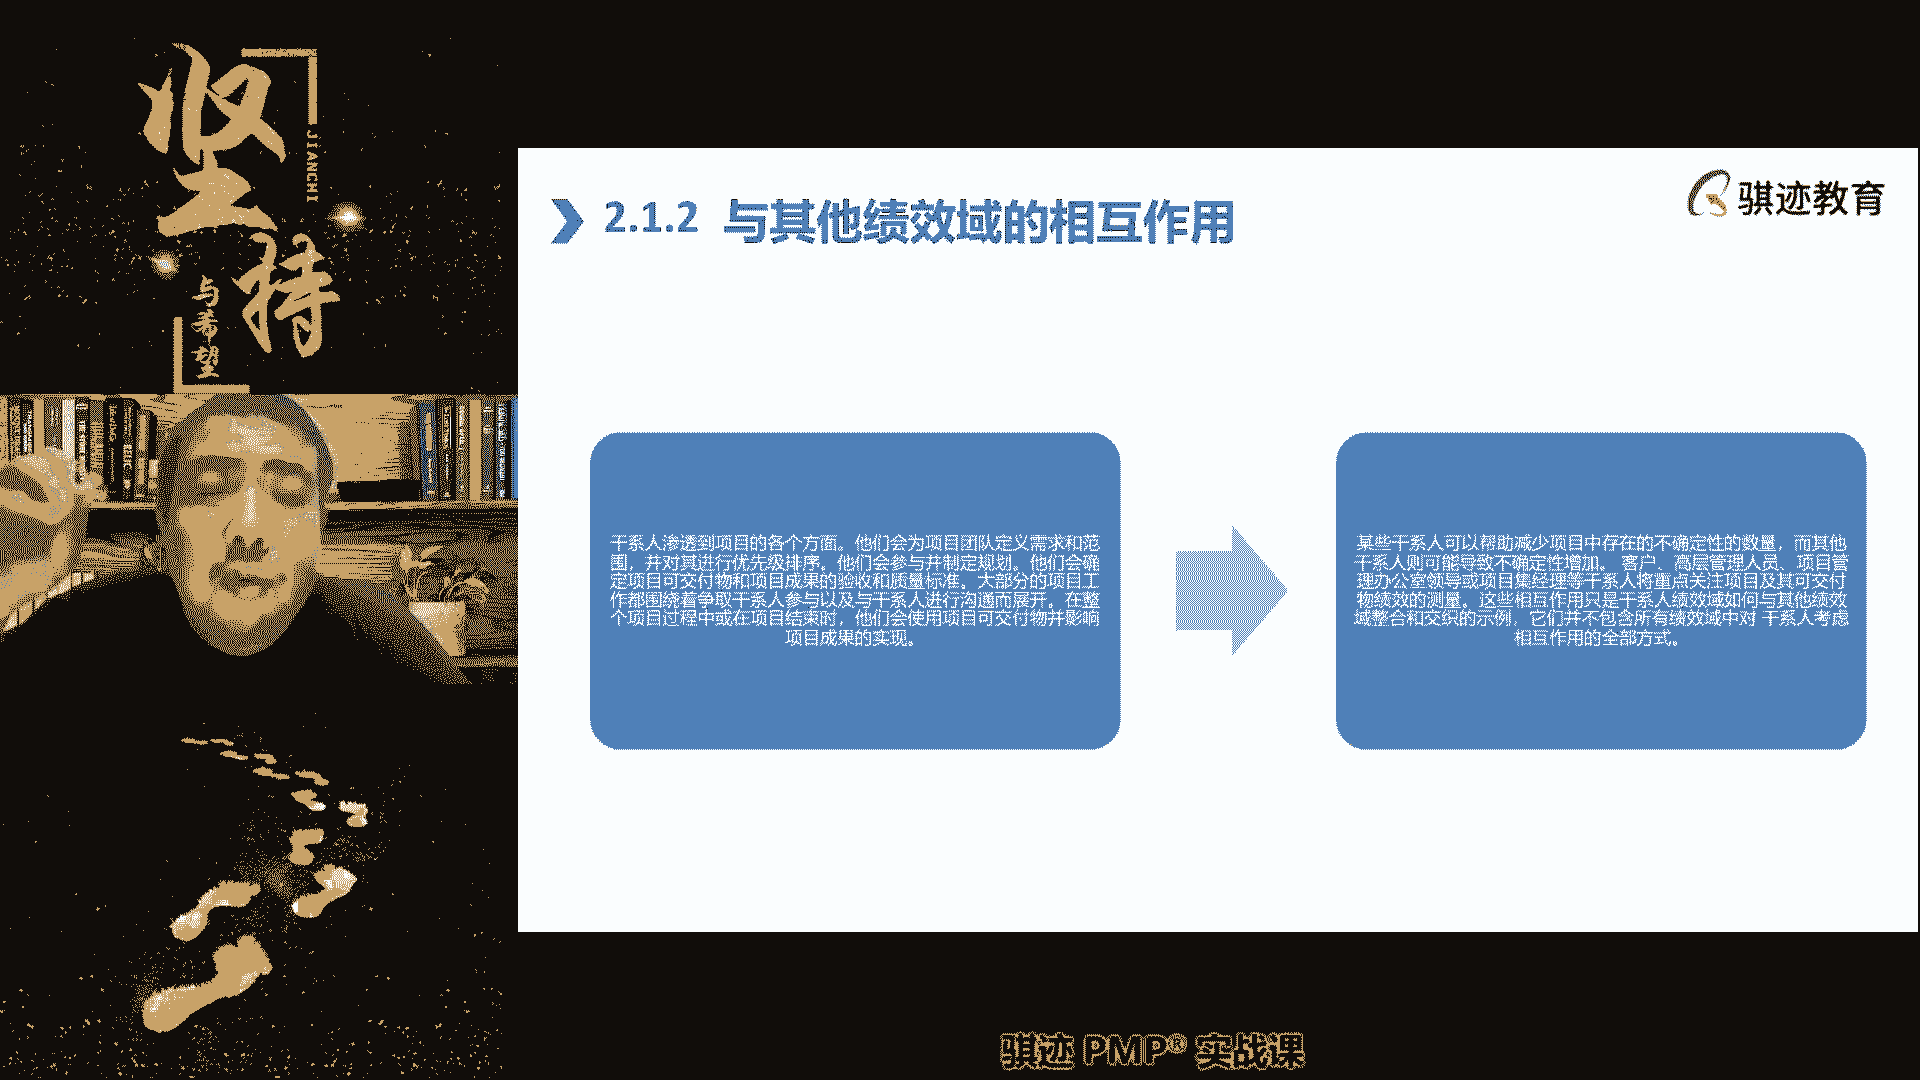 坚持
JIANCHI
与希望
2.1.2 与其他绩效域的相互作用
骐迹教育
干系人渗透到项目的各个方面。他们会为项目团队定义需求和范
围，并对其进行优先级排序。他们会参与并制定规划。他们会确
定项目可交付物和项目成果的验收和质量标准。大部分的项目工
作都围绕着争取干系人参与以及与干系人进行沟通而展开。在整
个项目过程中或在项目结束时，他们会使用项目可交付物并影响
项目成果的实现。
某些干系人可以帮助减少项目中存在的不确定性的数量，而其他
干系人则可能导致不确定性增加。 客户、高层管理人员、项目管
理办公室领导或项目集经理等干系人将重点关注项目及其可交付
物绩效的测量。这些相互作用只是干系人绩效域如何与其他绩效
域整合和交织的示例，它们并不包含所有绩效域中对 干系人考虑
相互作用的全部方式。
骐迹 PMP® 实战课